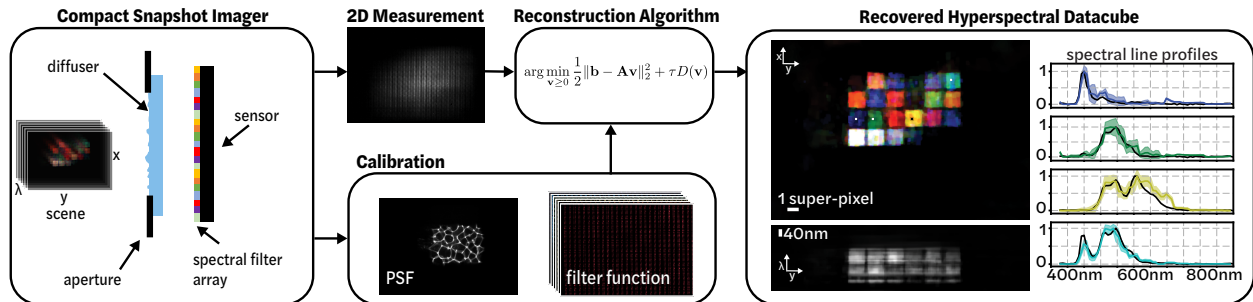 Compact Snapshot Imager
diffuser
sensor
x
λ
y
scene
aperture
spectral filter
array
2D Measurement
Reconstruction Algorithm
arg min 1/2 ‖b − Av‖₂² + τD(v)
v≥0
Calibration
PSF
filter function
Recovered Hyperspectral Datacube
x
y
1 super-pixel
40nm
λ
y
spectral line profiles
1
0
1
0
1
0
1
0
400nm 600nm 800nm